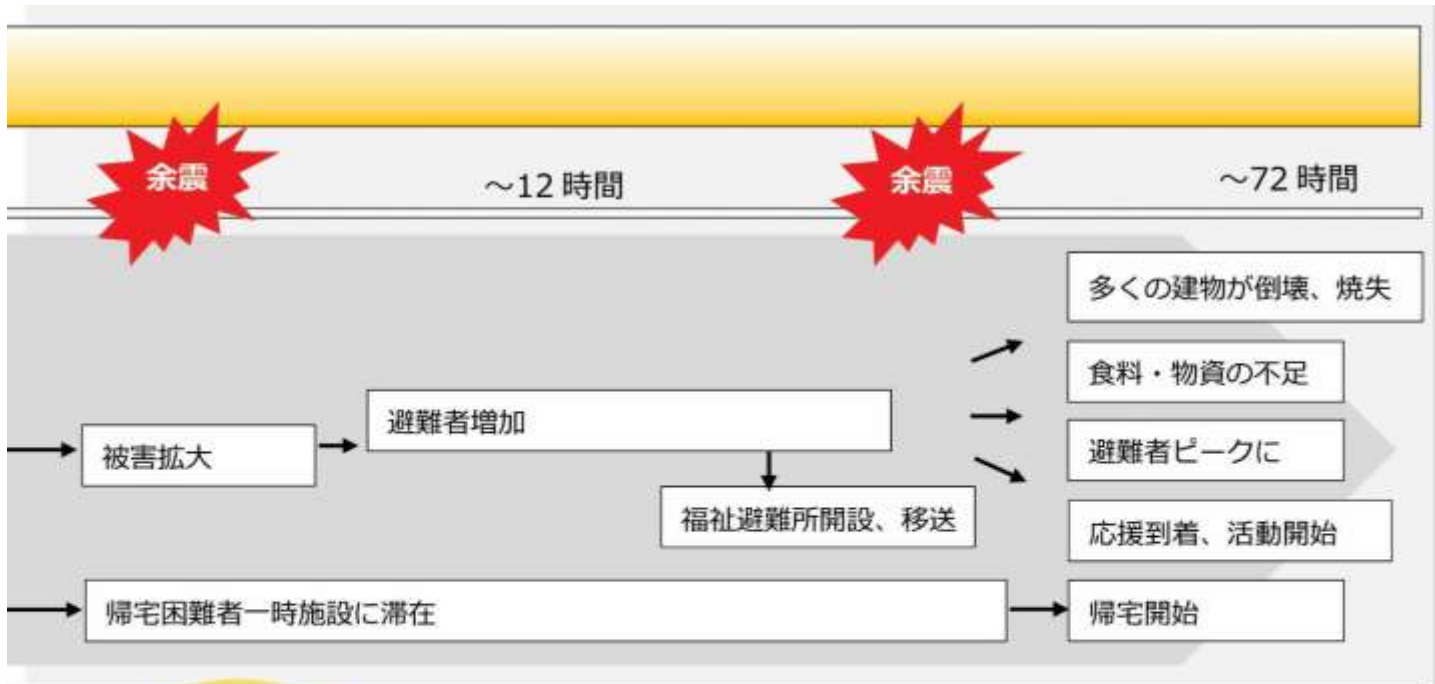 余震
～12 時間
余震
～72 時間
多くの建物が倒壊、焼失
食料・物資の不足
避難者増加
避難者ピークに
被害拡大
福祉避難所開設、移送
応援到着、活動開始
帰宅困難者一時施設に滞在
帰宅開始